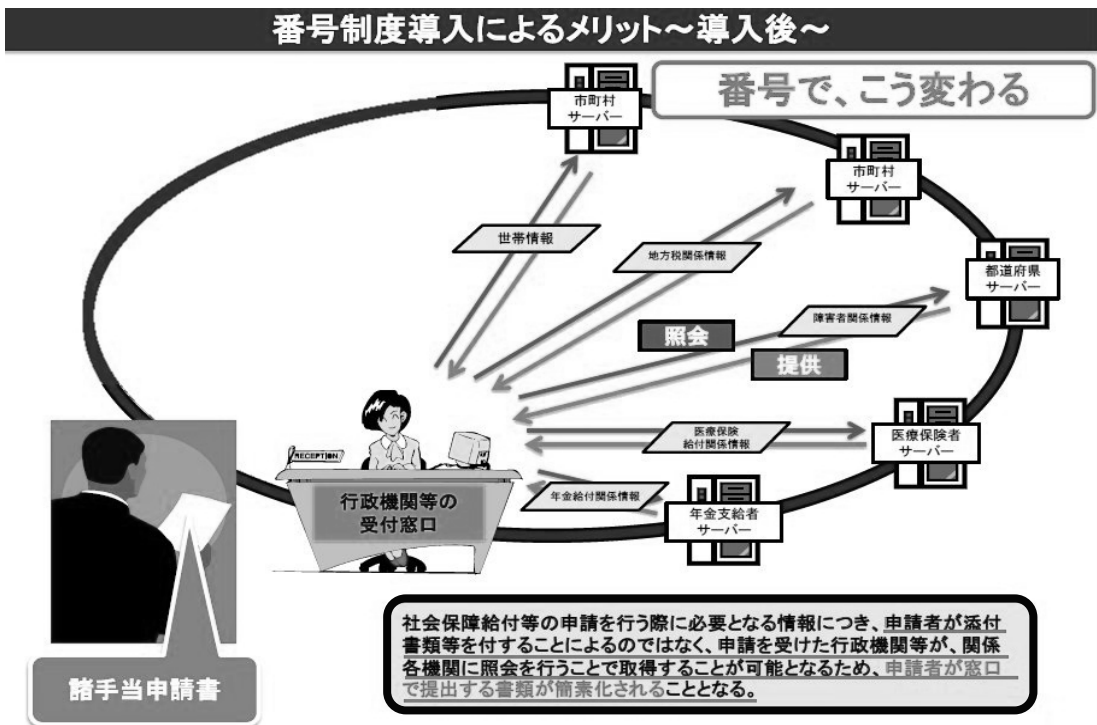 番号制度導入によるメリット～導入後～
番号で、こう変わる
市町村
サーバー
市町村
サーバー
世帯情報
地方税関係情報
都道府県
サーバー
障害者関係情報
照会
提供
医療保険
給付関係情報
医療保険者
サーバー
RECEPTION
行政機関等の
受付窓口
年金給付関係情報
年金支給者
サーバー
社会保障給付等の申請を行う際に必要となる情報につき、申請者が添付
書類等を付することによるのではなく、申請を受けた行政機関等が、関係
各機関に照会を行うことで取得することが可能となるため、申請者が窓口
で提出する書類が簡素化されることとなる。
諸手当申請書